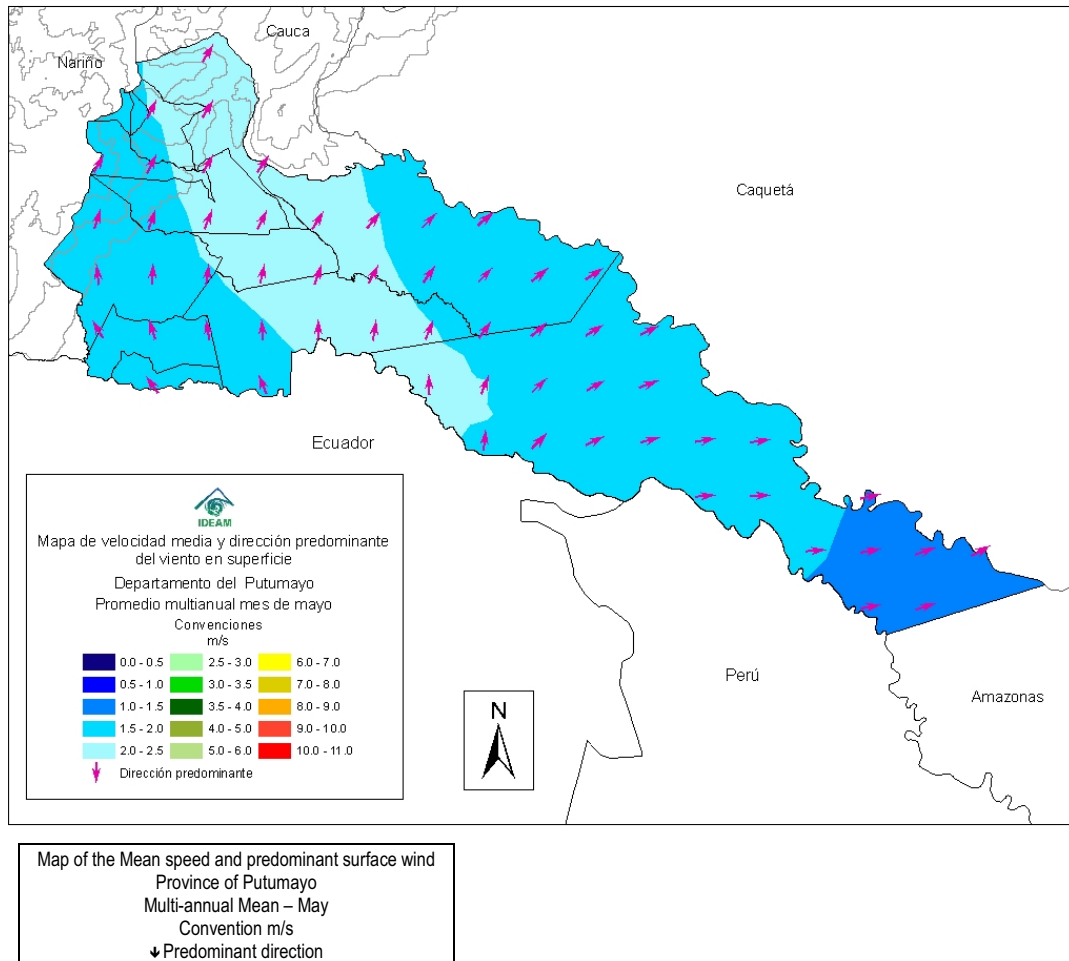 Cauca
Nariño
Caquetá
Ecuador
IDEAM
Mapa de velocidad media y dirección predominante
del viento en superficie
Departamento del Putumayo
Promedio multianual mes de mayo
Convenciones
m/s
0.0 - 0.5 2.5 - 3.0 6.0 - 7.0
0.5 - 1.0 3.0 - 3.5 7.0 - 8.0
1.0 - 1.5 3.5 - 4.0 8.0 - 9.0
1.5 - 2.0 4.0 - 5.0 9.0 - 10.0
2.0 - 2.5 5.0 - 6.0 10.0 - 11.0
Dirección predominante
N
Perú
Amazonas
Map of the Mean speed and predominant surface wind
Province of Putumayo
Multi-annual Mean – May
Convention m/s
Predominant direction